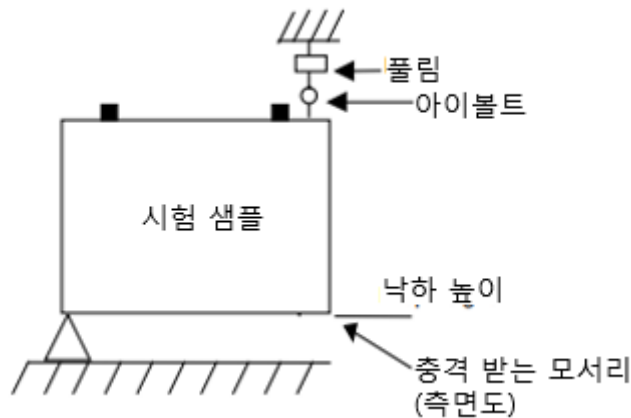 풀림
아이볼트
시험 샘플
낙하 높이
충격 받는 모서리
(측면도)